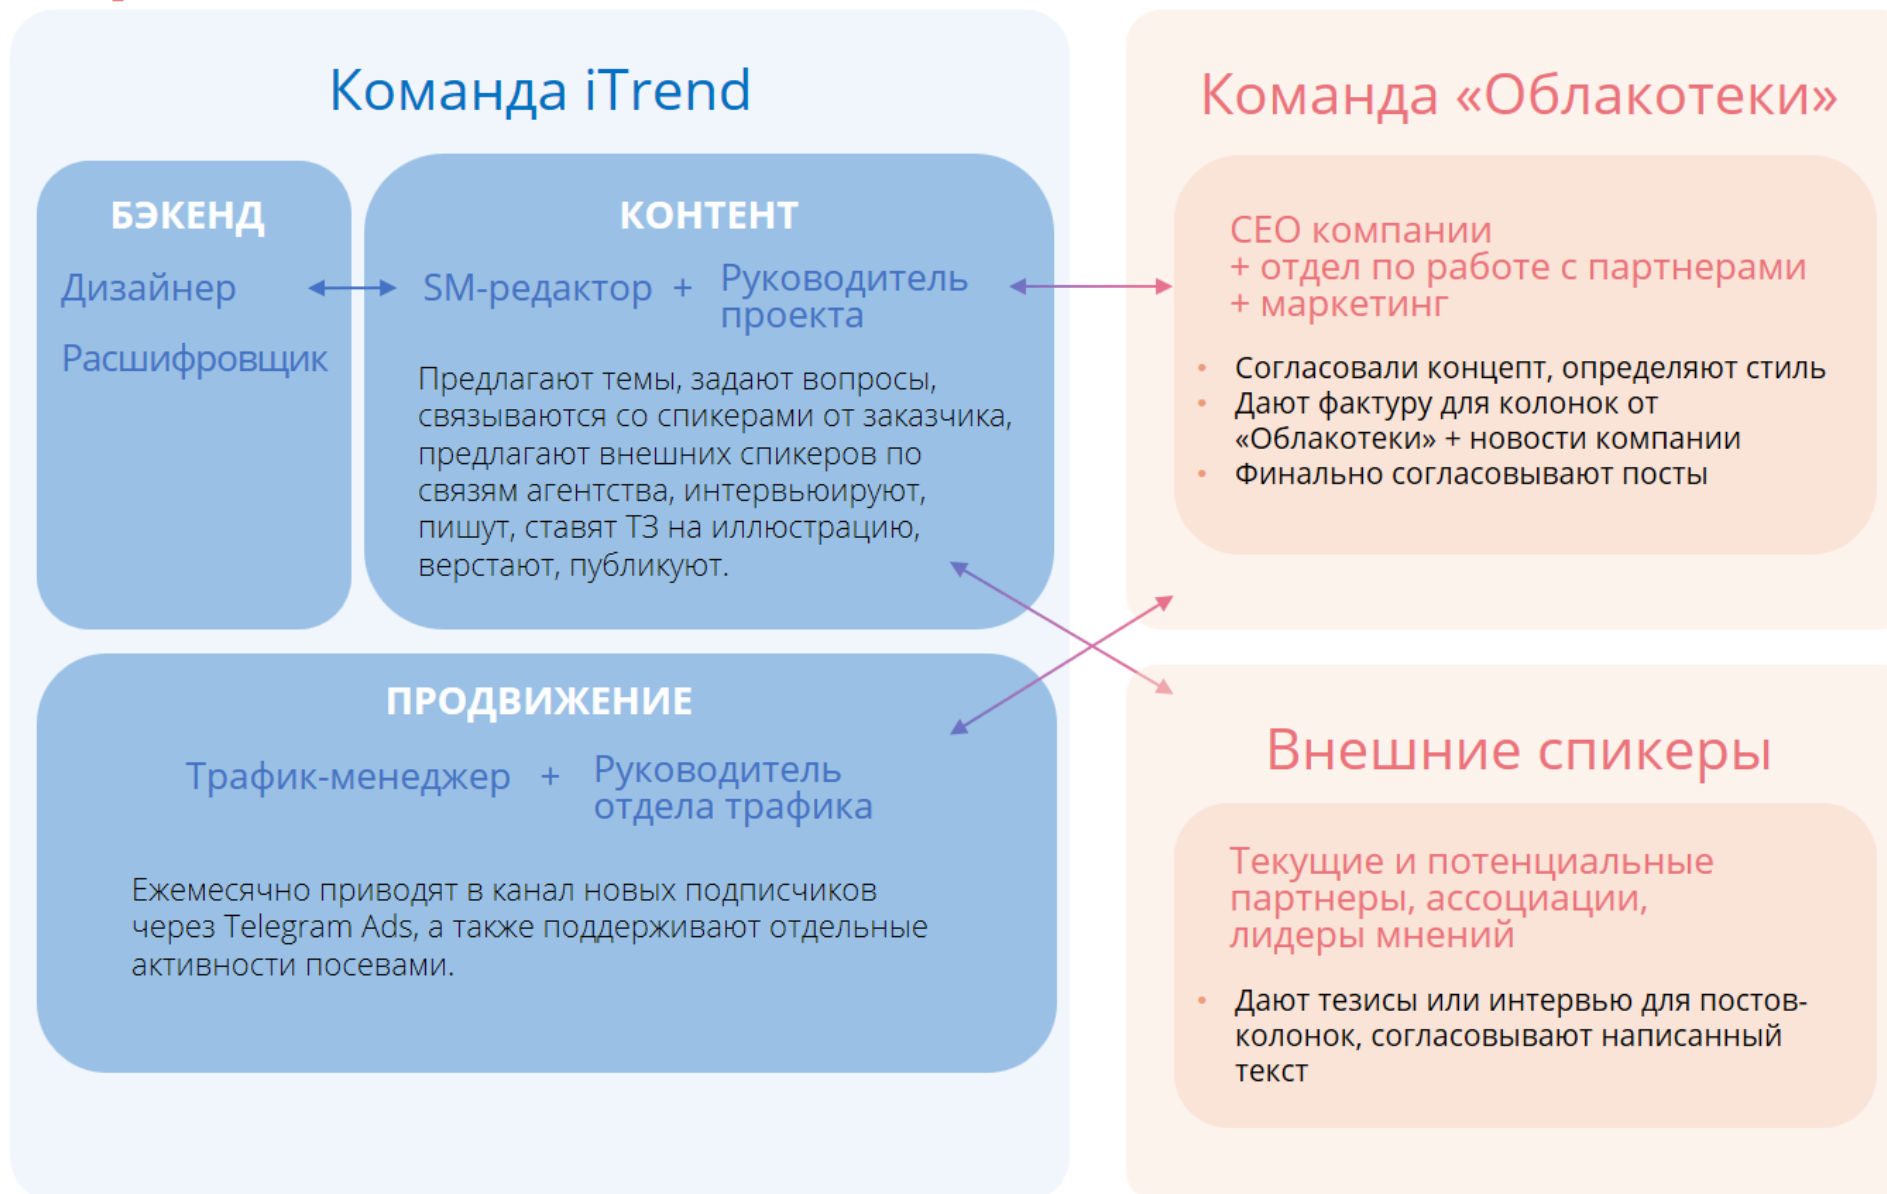 Команда iTrend
БЭКЕНД
Дизайнер
Расшифровщик
КОНТЕНТ
SM-редактор + Руководитель
проекта
Предлагают темы, задают вопросы,
связываются со спикерами от заказчика,
предлагают внешних спикеров по
связям агентства, интервьюируют,
пишут, ставят ТЗ на иллюстрацию,
верстают, публикуют.
ПРОДВИЖЕНИЕ
Трафик-менеджер + Руководитель
отдела трафика
Ежемесячно приводят в канал новых подписчиков
через Telegram Ads, а также поддерживают отдельные
активности посевами.
Команда «Облакотеки»
CEO компании
+ отдел по работе с партнерами
+ маркетинг
• Согласовали концепт, определяют стиль
• Дают фактуру для колонок от
«Облакотеки» + новости компании
• Финально согласовывают посты
Внешние спикеры
Текущие и потенциальные
партнеры, ассоциации,
лидеры мнений
• Дают тезисы или интервью для постов-
колонок, согласовывают написанный
текст